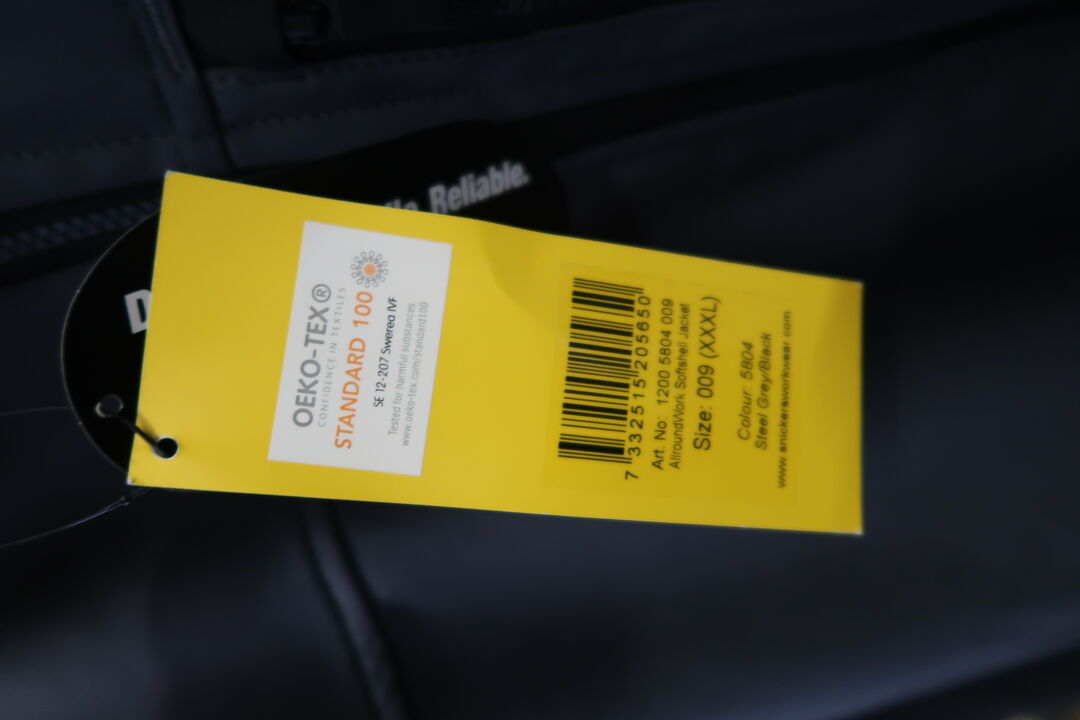 Reliable.
D
OEKO-TEX®
CONFIDENCE IN TEXTILES
STANDARD 100
SE 12-207 Swerea IVF
Tested for harmful substances.
www.oeko-tex.com/standard100
7 332515 205650
Art. No: 1200 5804 009
AllroundWork Softshell Jacket
Size: 009 (XXXL)
Colour: 5804
Steel Grey/Black
www.snickersworkwear.com